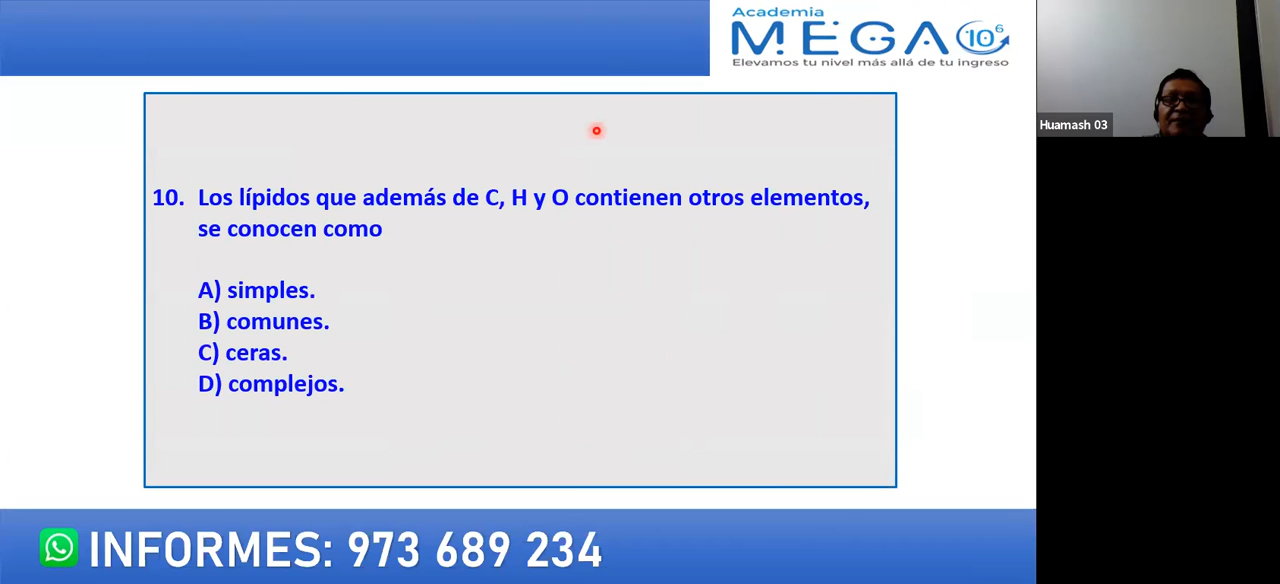 Academia
MEGA 10⁶
Elevamos tu nivel más allá de tu ingreso
Huamash 03
10. Los lípidos que además de C, H y O contienen otros elementos,
se conocen como
A) simples.
B) comunes.
C) ceras.
D) complejos.
INFORMES: 973 689 234